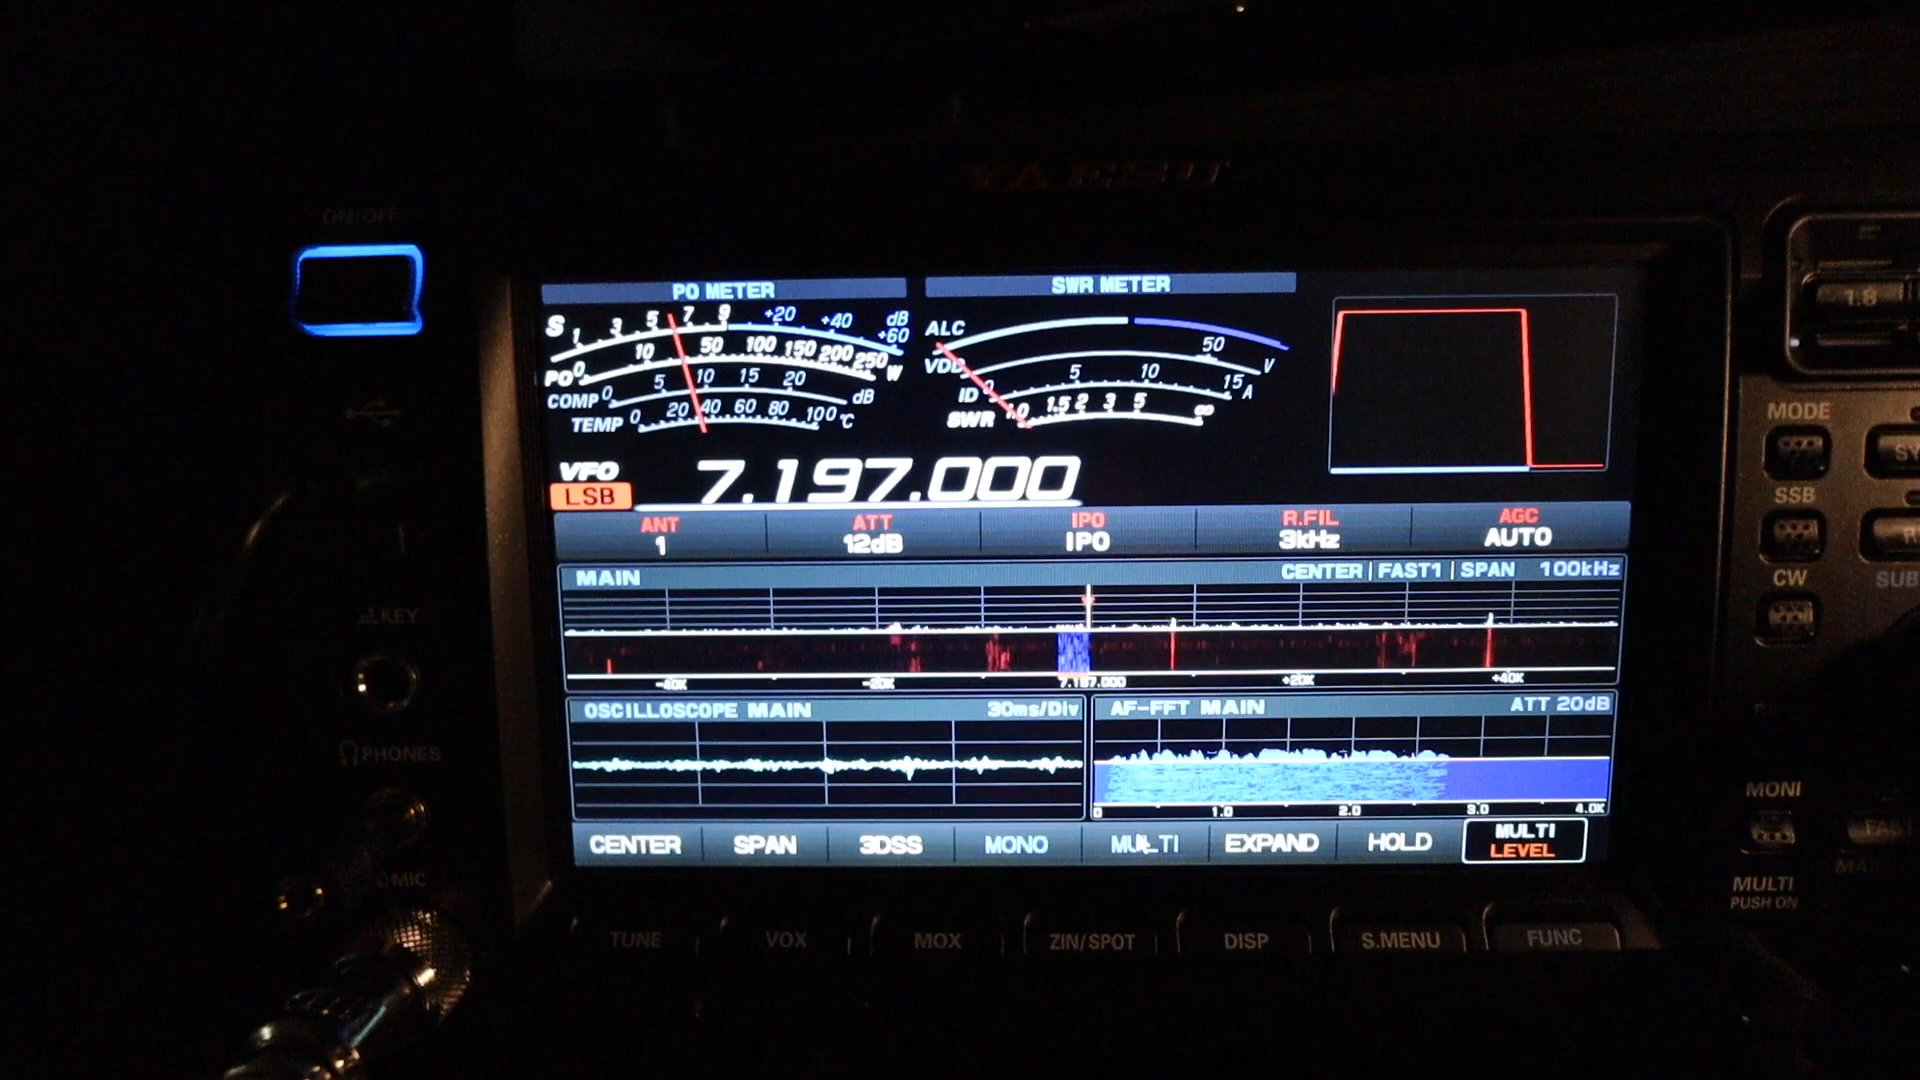 YAESU
ON/OFF
PO METER
SWR METER
S 1 3 5 7 9 +20 +40 +60 dB
PO 0 10 50 100 150 200 250 W
COMP 0 5 10 15 20 dB
TEMP 0 20 40 60 80 100 °C
ALC
VDD 50 V
ID 0 5 10 15 A
SWR 1.0 1.5 2 3 5 ∞
1.8
VFO
LSB
7.197.000
ANT ATT IPO R.FIL AGC
1 12dB IPO 3kHz AUTO
MAIN CENTER | FAST1 | SPAN 100kHz
-40K -20K 7.197.000 +20K +40K
OSCILLOSCOPE MAIN 30ms/Div
AF-FFT MAIN ATT 20dB
0 1.0 2.0 3.0 4.0K
CENTER SPAN 3DSS MONO MULTI EXPAND HOLD MULTI
LEVEL
TUNE VOX MOX ZIN/SPOT DISP S.MENU FUNC
KEY
PHONES
MIC
MODE
SSB
CW
SUB
MONI
MULTI
PUSH ON